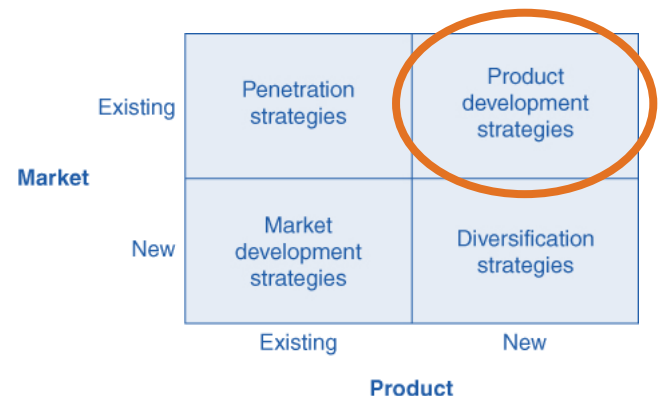 Existing
Penetration
strategies
Product
development
strategies
Market
New
Market
development
strategies
Diversification
strategies
Existing
New
Product